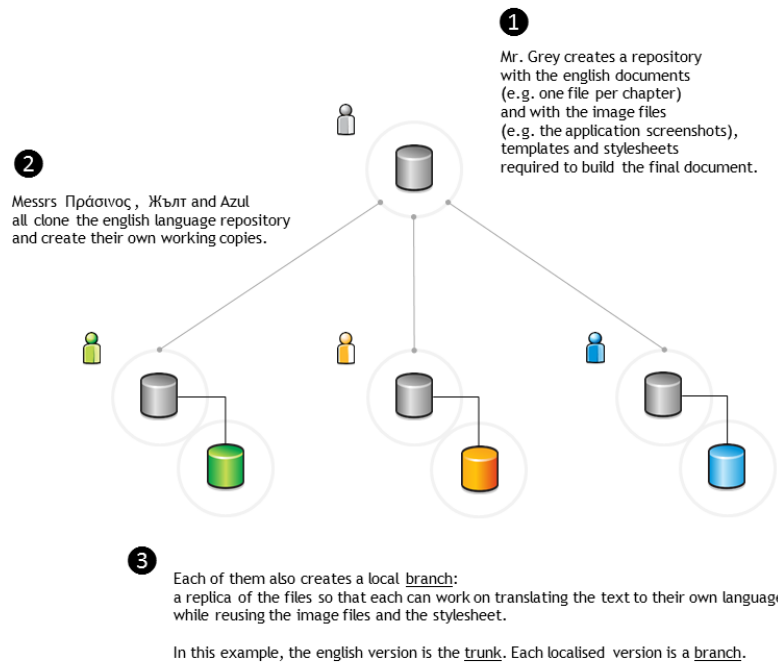 1
Mr. Grey creates a repository
with the english documents
(e.g. one file per chapter)
and with the image files
(e.g. the application screenshots),
templates and stylesheets
required to build the final document.
2
Messrs Πράσινος , Жълт and Azul
all clone the english language repository
and create their own working copies.
3
Each of them also creates a local branch:
a replica of the files so that each can work on translating the text to their own language
while reusing the image files and the stylesheet.
In this example, the english version is the trunk. Each localised version is a branch.